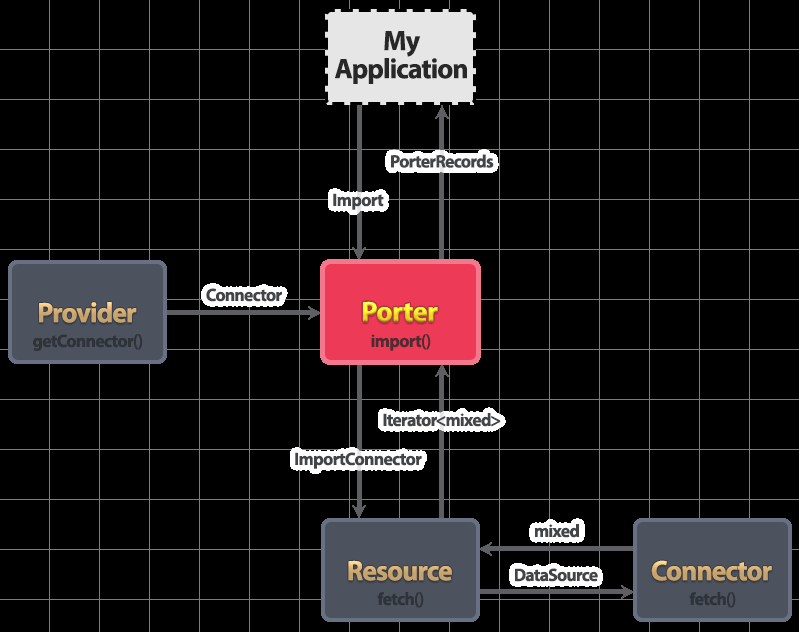 My
Application
PorterRecords
Import
Provider
getConnector()
Connector
Porter
import()
Iterator<mixed>
ImportConnector
Resource
fetch()
mixed
DataSource
Connector
fetch()